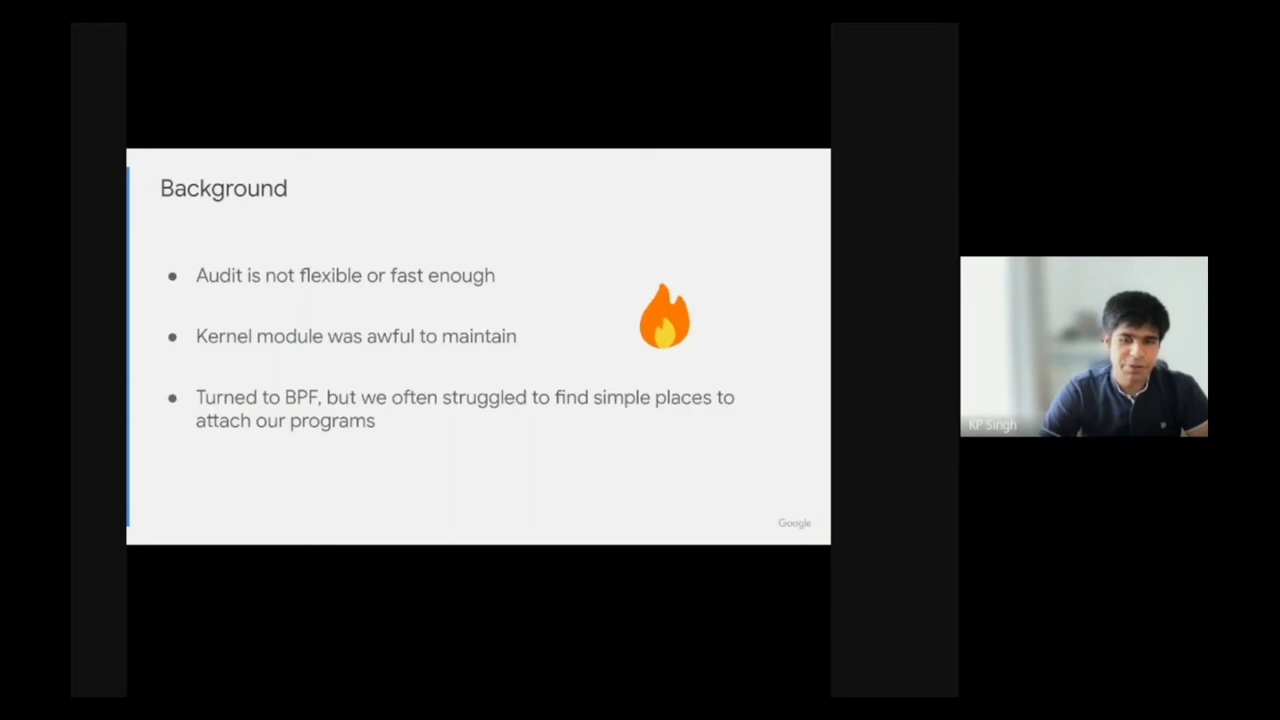 Background
● Audit is not flexible or fast enough
● Kernel module was awful to maintain
● Turned to BPF, but we often struggled to find simple places to
attach our programs
Google
KP Singh